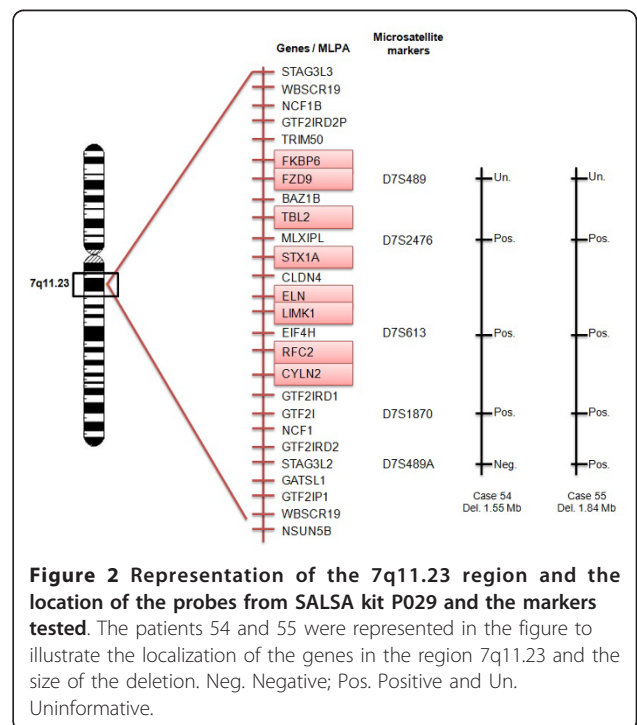 Genes / MLPA
Microsatellite
markers
STAG3L3
WBSCR19
NCF1B
GTF2IRD2P
TRIM50
FKBP6
FZD9 D7S489 Un. Un.
BAZ1B
TBL2
MLXIPL D7S2476 Pos. Pos.
STX1A
7q11.23
CLDN4
ELN
LIMK1
EIF4H D7S613 Pos. Pos.
RFC2
CYLN2
GTF2IRD1
GTF2I D7S1870 Pos. Pos.
NCF1
GTF2IRD2
STAG3L2 D7S489A Neg. Pos.
GATSL1
GTF2IP1
WBSCR19
NSUN5B
Case 54
Del. 1.55 Mb
Case 55
Del. 1.84 Mb
Figure 2 Representation of the 7q11.23 region and the
location of the probes from SALSA kit P029 and the markers
tested. The patients 54 and 55 were represented in the figure to
illustrate the localization of the genes in the region 7q11.23 and the
size of the deletion. Neg. Negative; Pos. Positive and Un.
Uninformative.